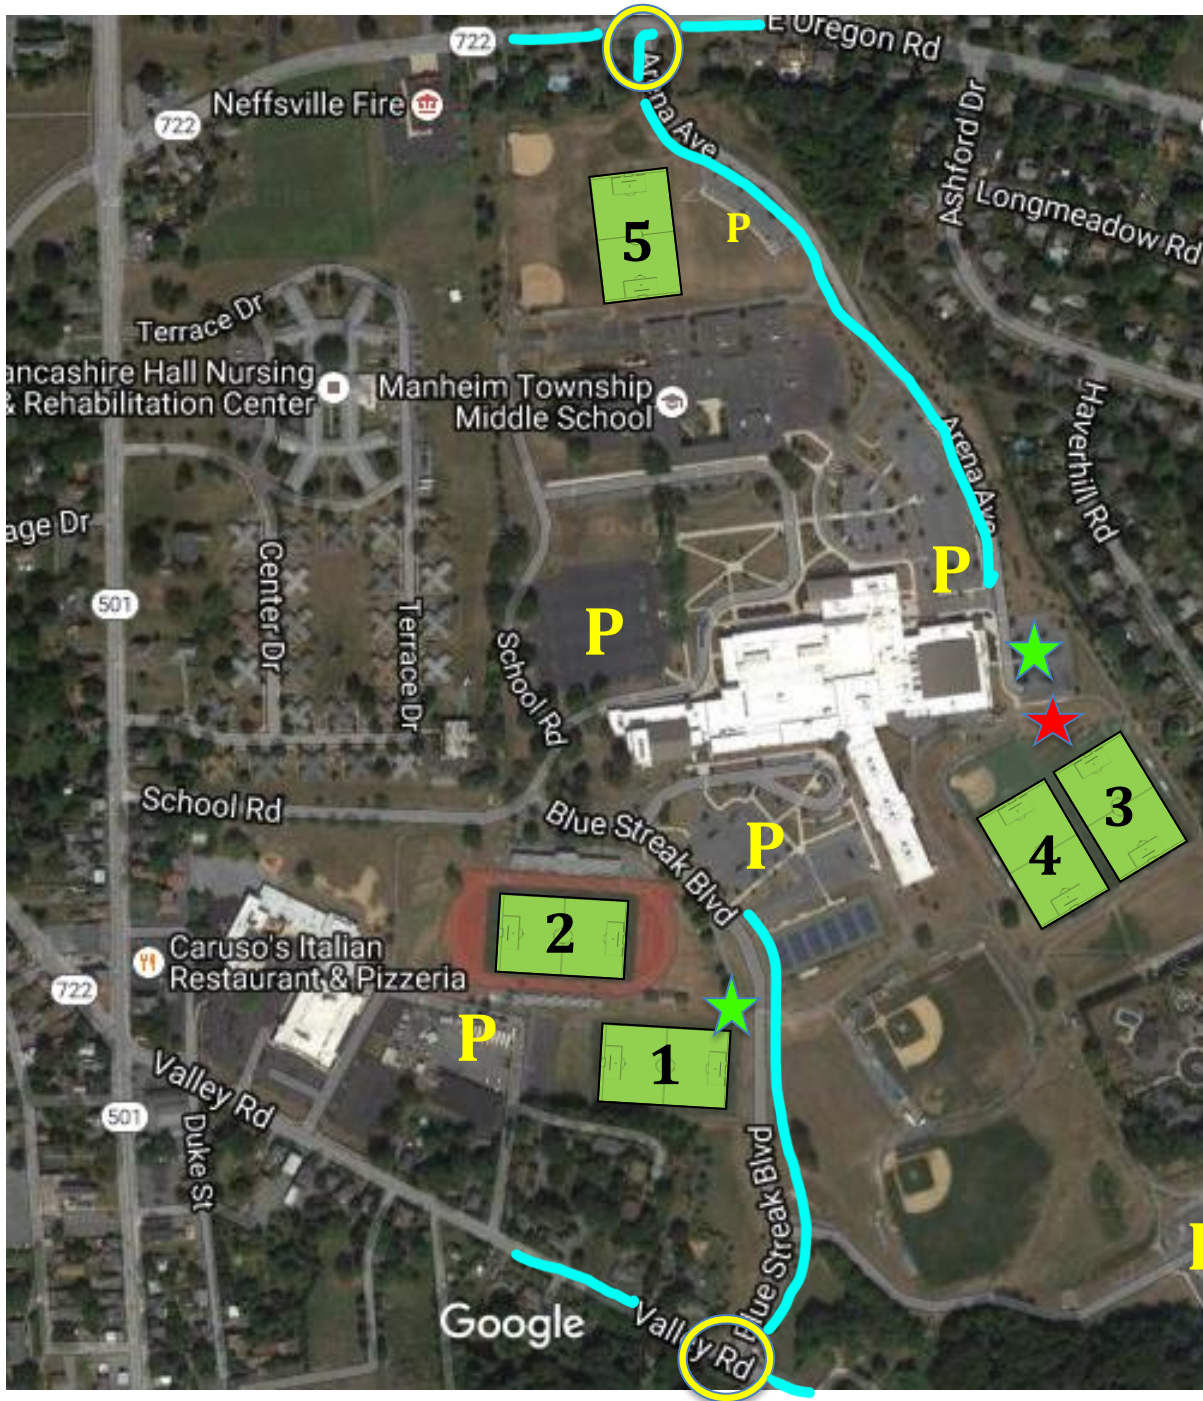 E Oregon Rd
722
Arena Ave
Neffsville Fire
722
Ashford Dr
Longmeadow Rd
5
P
Terrace Dr
ancashire Hall Nursing
& Rehabilitation Center
Manheim Township
Middle School
Haverhill Rd
Arena Ave
age Dr
Center Dr
P
501
Terrace Dr
P
School Rd
School Rd
Blue Streak Blvd
3
P
4
2
Caruso's Italian
Restaurant & Pizzeria
722
P
1
Valley Rd
501
Duke St
Blue Streak Blvd
Google
Valley Rd